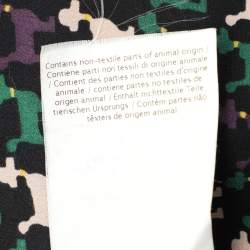 Contains non-textile parts of animal origin /
Contiene parti non tessili di origine animale
/ Contient des parties non textiles d'origine
animale / Contiene partes no textiles de
origen animal / Enthält nichttextile Teile
tierischen Ursprungs / Contém partes não
têxteis de origem animal